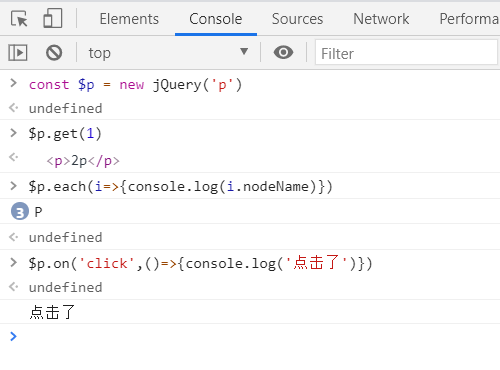 Elements Console Sources Network Performa
top Filter
> const $p = new jQuery('p')
<· undefined
> $p.get(1)
<· <p>2p</p>
> $p.each(i=>{console.log(i.nodeName)})
3 P
<· undefined
> $p.on('click',()=>{console.log('点击了')})
<· undefined
点击了
>